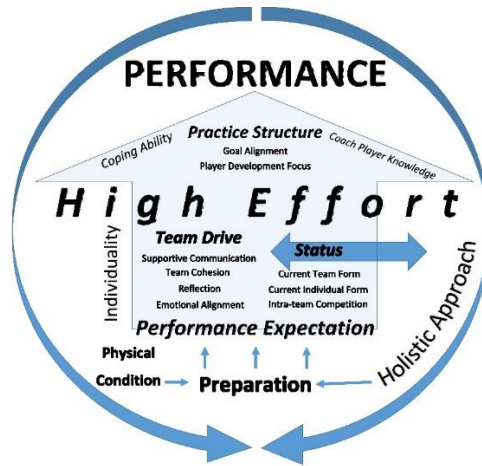 PERFORMANCE
Practice Structure
Coping Ability
Coach Player Knowledge
Goal Alignment
Player Development Focus
High Effort
Individuality
Team Drive
Status
Supportive Communication
Team Cohesion
Reflection
Emotional Alignment
Current Team Form
Current Individual Form
Intra-team Competition
Performance Expectation
Holistic Approach
Physical
Condition
Preparation